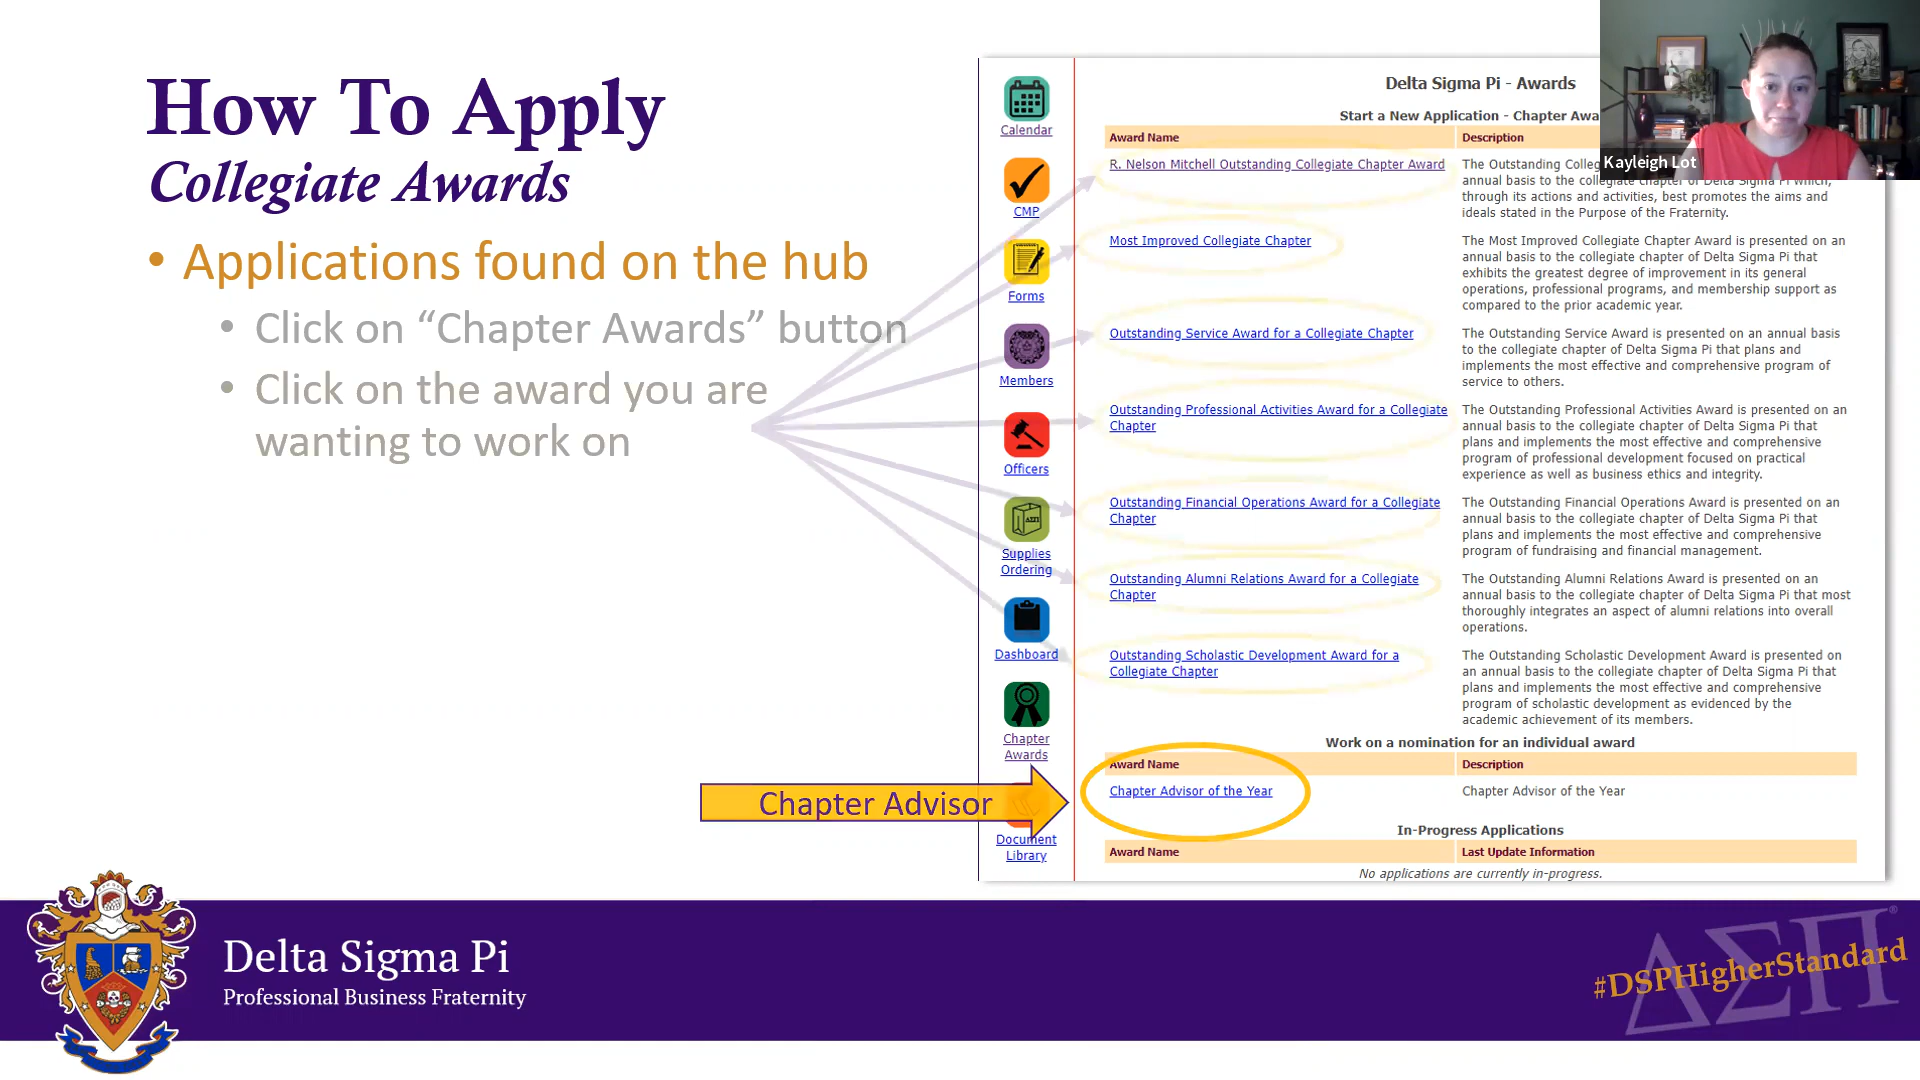 How To Apply
Collegiate Awards
• Applications found on the hub
• Click on “Chapter Awards” button
• Click on the award you are
wanting to work on
Chapter Advisor
Calendar
CMP
Forms
Members
Officers
Supplies
Ordering
Dashboard
Chapter
Awards
Document
Library
Delta Sigma Pi - Awards
Start a New Application - Chapter Awa
Award Name
Description
R. Nelson Mitchell Outstanding Collegiate Chapter Award
The Outstanding Colleg
annual basis to the collegiate chapter of Delta Sigma Pi which,
through its actions and activities, best promotes the aims and
ideals stated in the Purpose of the Fraternity.
Most Improved Collegiate Chapter
The Most Improved Collegiate Chapter Award is presented on an
annual basis to the collegiate chapter of Delta Sigma Pi that
exhibits the greatest degree of improvement in its general
operations, professional programs, and membership support as
compared to the prior academic year.
Outstanding Service Award for a Collegiate Chapter
The Outstanding Service Award is presented on an annual basis
to the collegiate chapter of Delta Sigma Pi that plans and
implements the most effective and comprehensive program of
service to others.
Outstanding Professional Activities Award for a Collegiate
Chapter
The Outstanding Professional Activities Award is presented on an
annual basis to the collegiate chapter of Delta Sigma Pi that
plans and implements the most effective and comprehensive
program of professional development focused on practical
experience as well as business ethics and integrity.
Outstanding Financial Operations Award for a Collegiate
Chapter
The Outstanding Financial Operations Award is presented on an
annual basis to the collegiate chapter of Delta Sigma Pi that
plans and implements the most effective and comprehensive
program of fundraising and financial management.
Outstanding Alumni Relations Award for a Collegiate
Chapter
The Outstanding Alumni Relations Award is presented on an
annual basis to the collegiate chapter of Delta Sigma Pi that most
thoroughly integrates an aspect of alumni relations into overall
operations.
Outstanding Scholastic Development Award for a
Collegiate Chapter
The Outstanding Scholastic Development Award is presented on
an annual basis to the collegiate chapter of Delta Sigma Pi that
plans and implements the most effective and comprehensive
program of scholastic development as evidenced by the
academic achievement of its members.
Work on a nomination for an individual award
Award Name
Description
Chapter Advisor of the Year
Chapter Advisor of the Year
In-Progress Applications
Award Name
Last Update Information
No applications are currently in-progress.
Kayleigh Lot
Delta Sigma Pi
Professional Business Fraternity
ΔΣΠ®
#DSPHigherStandard